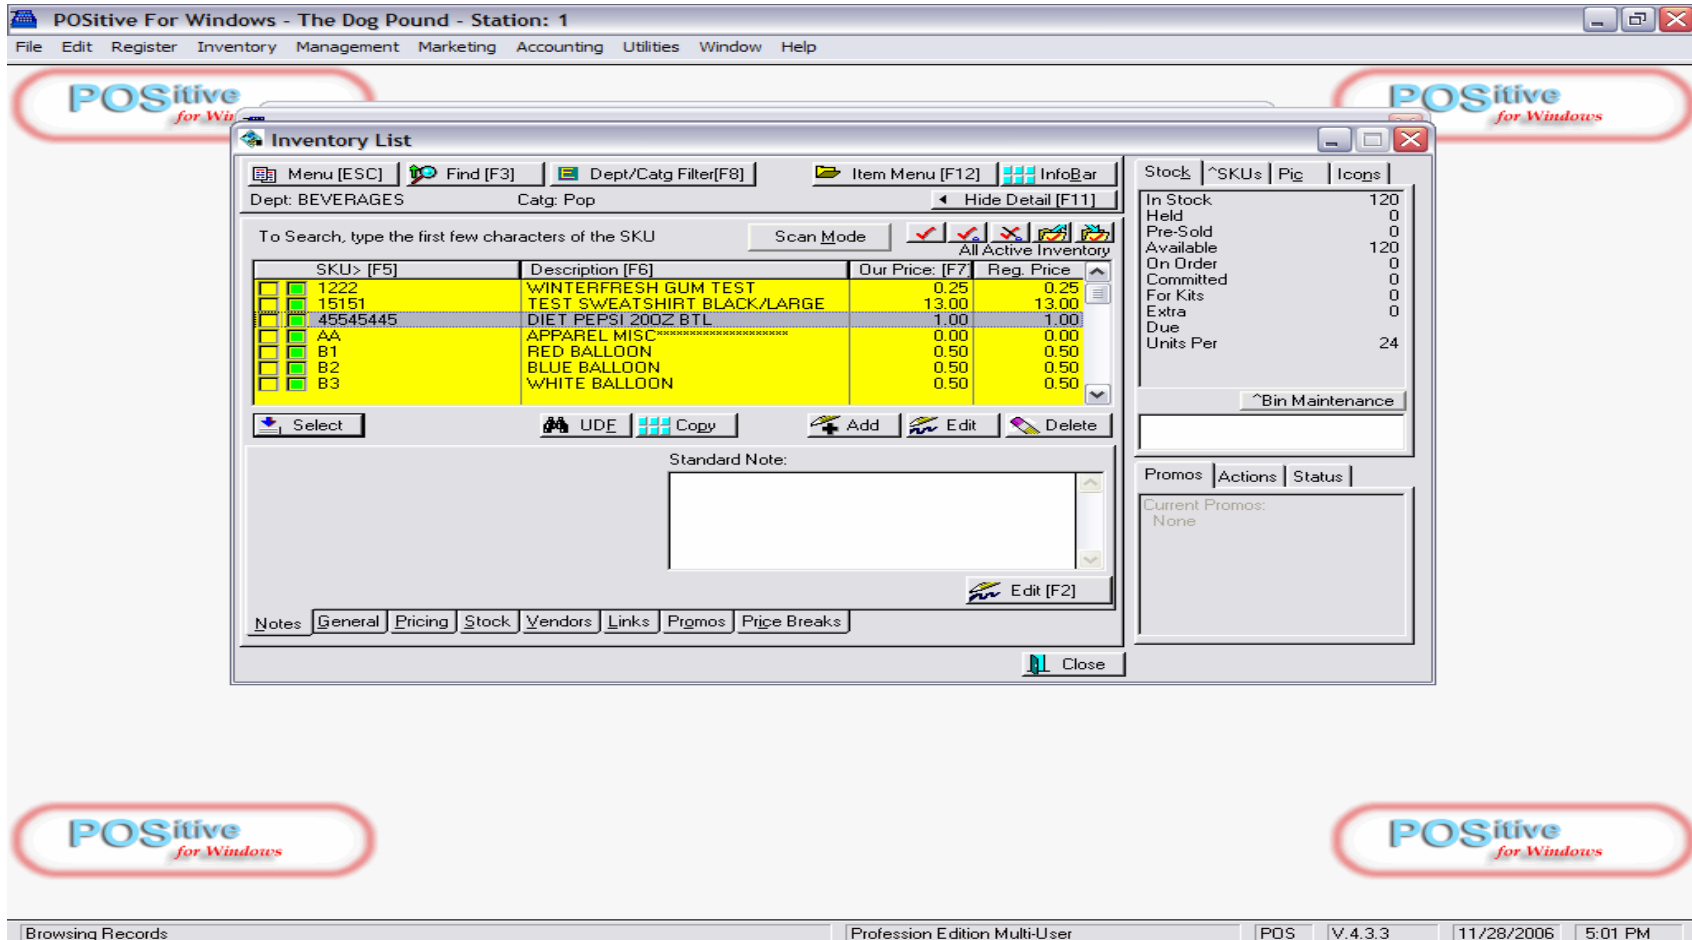 POSitive For Windows - The Dog Pound - Station: 1
File Edit Register Inventory Management Marketing Accounting Utilities Window Help
POSitive
for Win
POSitive
for Windows
Inventory List
Menu [ESC] Find [F3] Dept/Catg Filter[F8] Item Menu [F12] InfoBar
Dept: BEVERAGES Catg: Pop Hide Detail [F11]
To Search, type the first few characters of the SKU Scan Mode
All Active Inventory
SKU> [F5] Description [F6] Our Price: [F7] Reg. Price
1222 WINTERFRESH GUM TEST 0.25 0.25
15151 TEST SWEATSHIRT BLACK/LARGE 13.00 13.00
45545445 DIET PEPSI 20OZ BTL 1.00 1.00
AA APPAREL MISC******************** 0.00 0.00
B1 RED BALLOON 0.50 0.50
B2 BLUE BALLOON 0.50 0.50
B3 WHITE BALLOON 0.50 0.50
Select UDF Copy Add Edit Delete
Standard Note:
Edit [F2]
Notes General Pricing Stock Vendors Links Promos Price Breaks
Close
Stock ^SKUs Pic Icons
In Stock 120
Held 0
Pre-Sold 0
Available 120
On Order 0
Committed 0
For Kits 0
Extra 0
Due
Units Per 24
^Bin Maintenance
Promos Actions Status
Current Promos:
None
POSitive
for Windows
POSitive
for Windows
Browsing Records Profession Edition Multi-User POS V.4.3.3 11/28/2006 5:01 PM